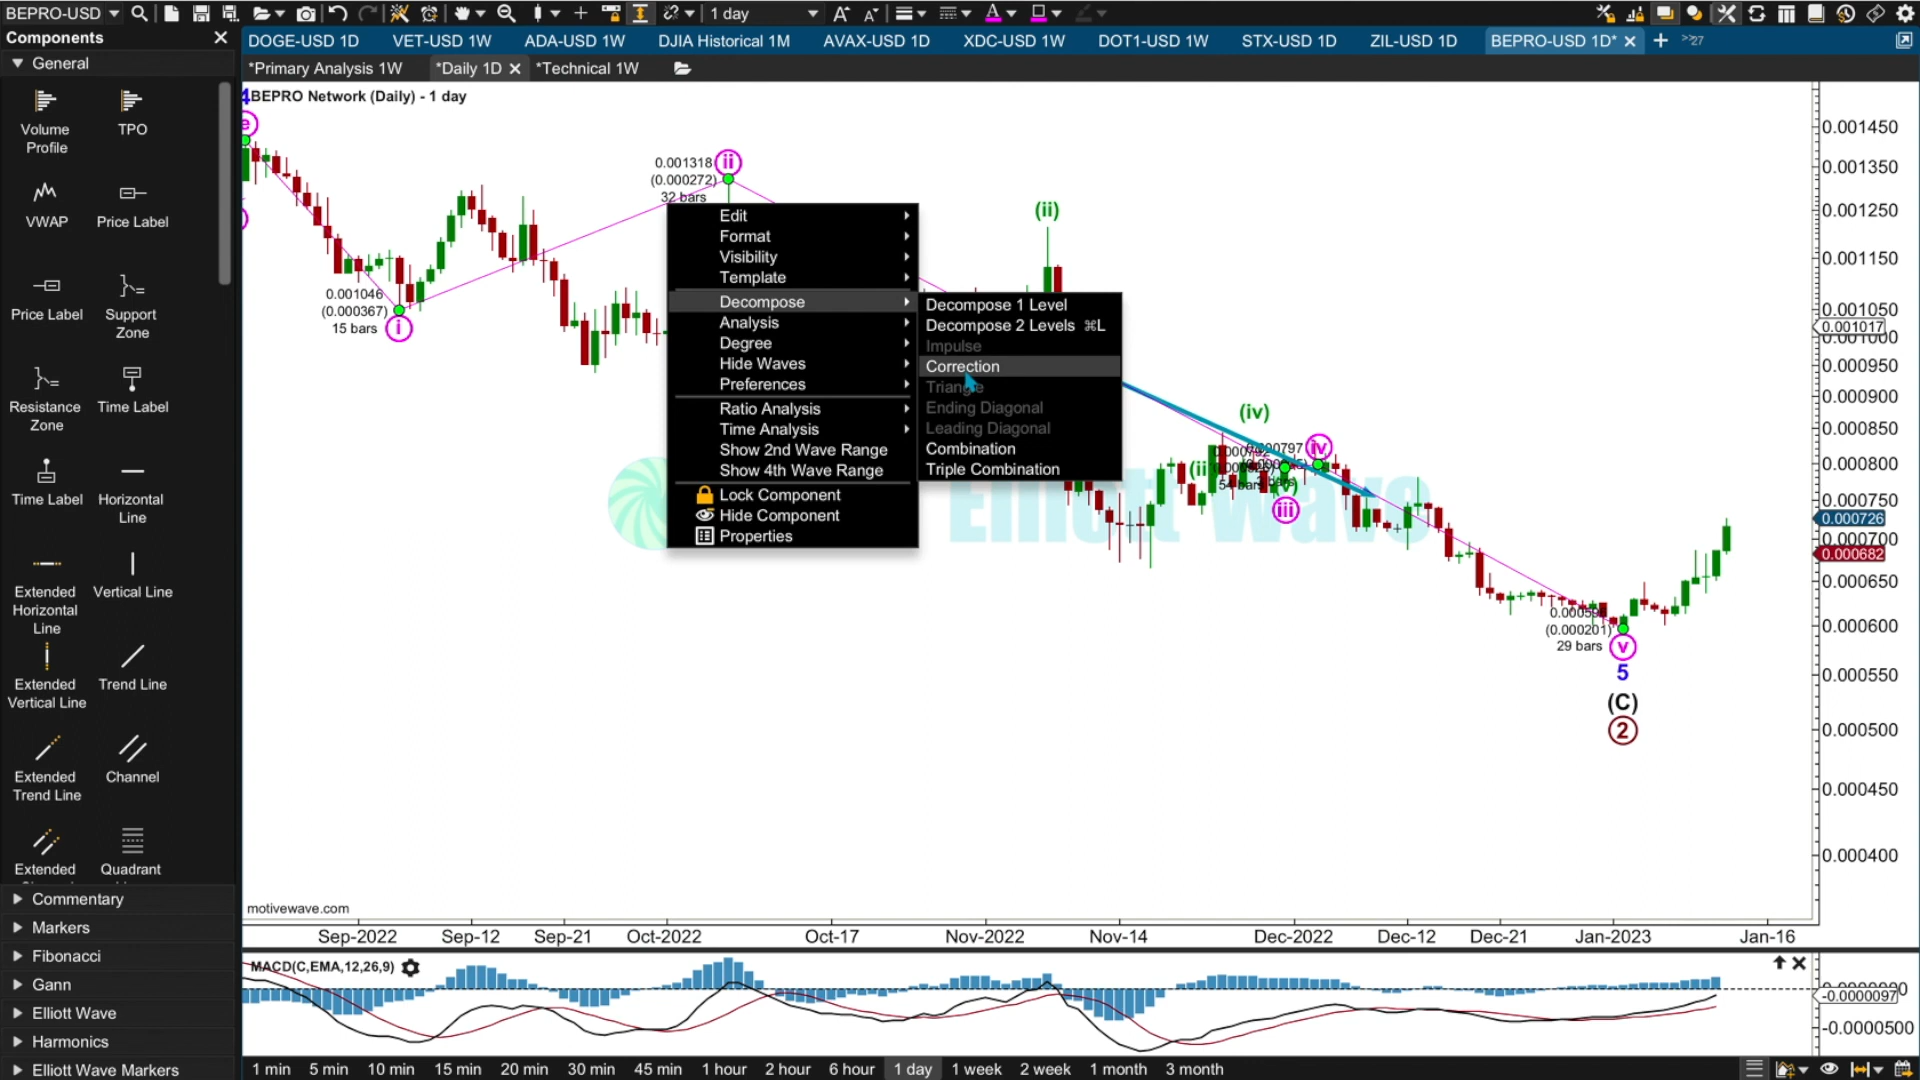 BEPRO-USD
1 day
Components
General
Volume Profile
TPO
VWAP
Price Label
Price Label
Support Zone
Resistance Zone
Time Label
Time Label
Horizontal Line
Extended Horizontal Line
Vertical Line
Extended Vertical Line
Trend Line
Extended Trend Line
Channel
Extended
Quadrant
Commentary
Markers
Fibonacci
Gann
Elliott Wave
Harmonics
Elliott Wave Markers
DOGE-USD 1D
VET-USD 1W
ADA-USD 1W
DJIA Historical 1M
AVAX-USD 1D
XDC-USD 1W
DOT1-USD 1W
STX-USD 1D
ZIL-USD 1D
BEPRO-USD 1D*
+
»27
*Primary Analysis 1W
*Daily 1D
*Technical 1W
BEPRO Network (Daily) - 1 day
4
e
0.001318
(0.000272)
32 bars
ii
0.001046
(0.000367)
15 bars
i
(ii)
Edit
Format
Visibility
Template
Decompose
Analysis
Degree
Hide Waves
Preferences
Ratio Analysis
Time Analysis
Show 2nd Wave Range
Show 4th Wave Range
Lock Component
Hide Component
Properties
Decompose 1 Level
Decompose 2 Levels ⌘L
Impulse
Correction
Triangle
Ending Diagonal
Leading Diagonal
Combination
Triple Combination
Elliott Wave
(iv)
iv
(v)
iii
(0.000201)
29 bars
v
5
(C)
2
0.001450
0.001350
0.001250
0.001150
0.001050
0.001017
0.001000
0.000950
0.000900
0.000850
0.000800
0.000750
0.000726
0.000700
0.000682
0.000650
0.000600
0.000550
0.000500
0.000450
0.000400
motivewave.com
Sep-2022
Sep-12
Sep-21
Oct-2022
Oct-17
Nov-2022
Nov-14
Dec-2022
Dec-12
Dec-21
Jan-2023
Jan-16
MACD(C,EMA,12,26,9)
-0.0000097
-0.0000500
1 min
5 min
10 min
15 min
20 min
30 min
45 min
1 hour
2 hour
6 hour
1 day
1 week
2 week
1 month
3 month